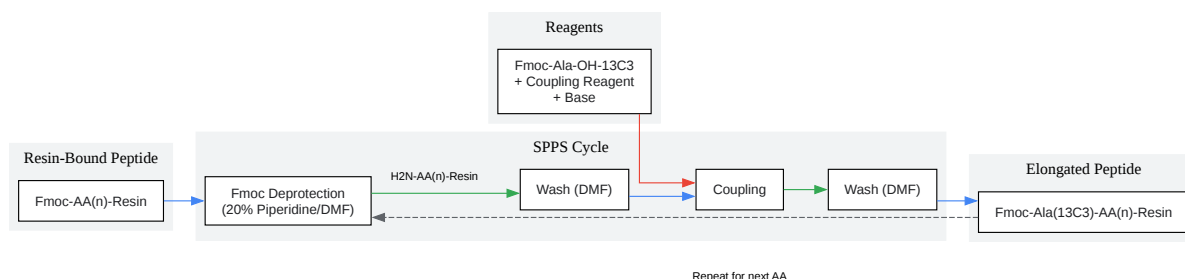 Reagents
Fmoc-Ala-OH-13C3
+ Coupling Reagent
+ Base
SPPS Cycle
Resin-Bound Peptide
Fmoc-AA(n)-Resin
Fmoc Deprotection
(20% Piperidine/DMF)
H2N-AA(n)-Resin
Wash (DMF)
Coupling
Wash (DMF)
Elongated Peptide
Fmoc-Ala(13C3)-AA(n)-Resin
Repeat for next AA